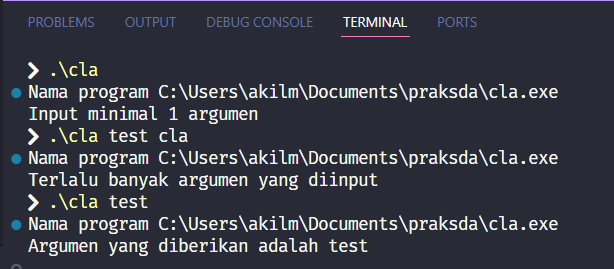 PROBLEMS OUTPUT DEBUG CONSOLE TERMINAL PORTS
❯ .\cla
Nama program C:\Users\akilm\Documents\praksda\cla.exe
Input minimal 1 argumen
❯ .\cla test cla
Nama program C:\Users\akilm\Documents\praksda\cla.exe
Terlalu banyak argumen yang diinput
❯ .\cla test
Nama program C:\Users\akilm\Documents\praksda\cla.exe
Argumen yang diberikan adalah test